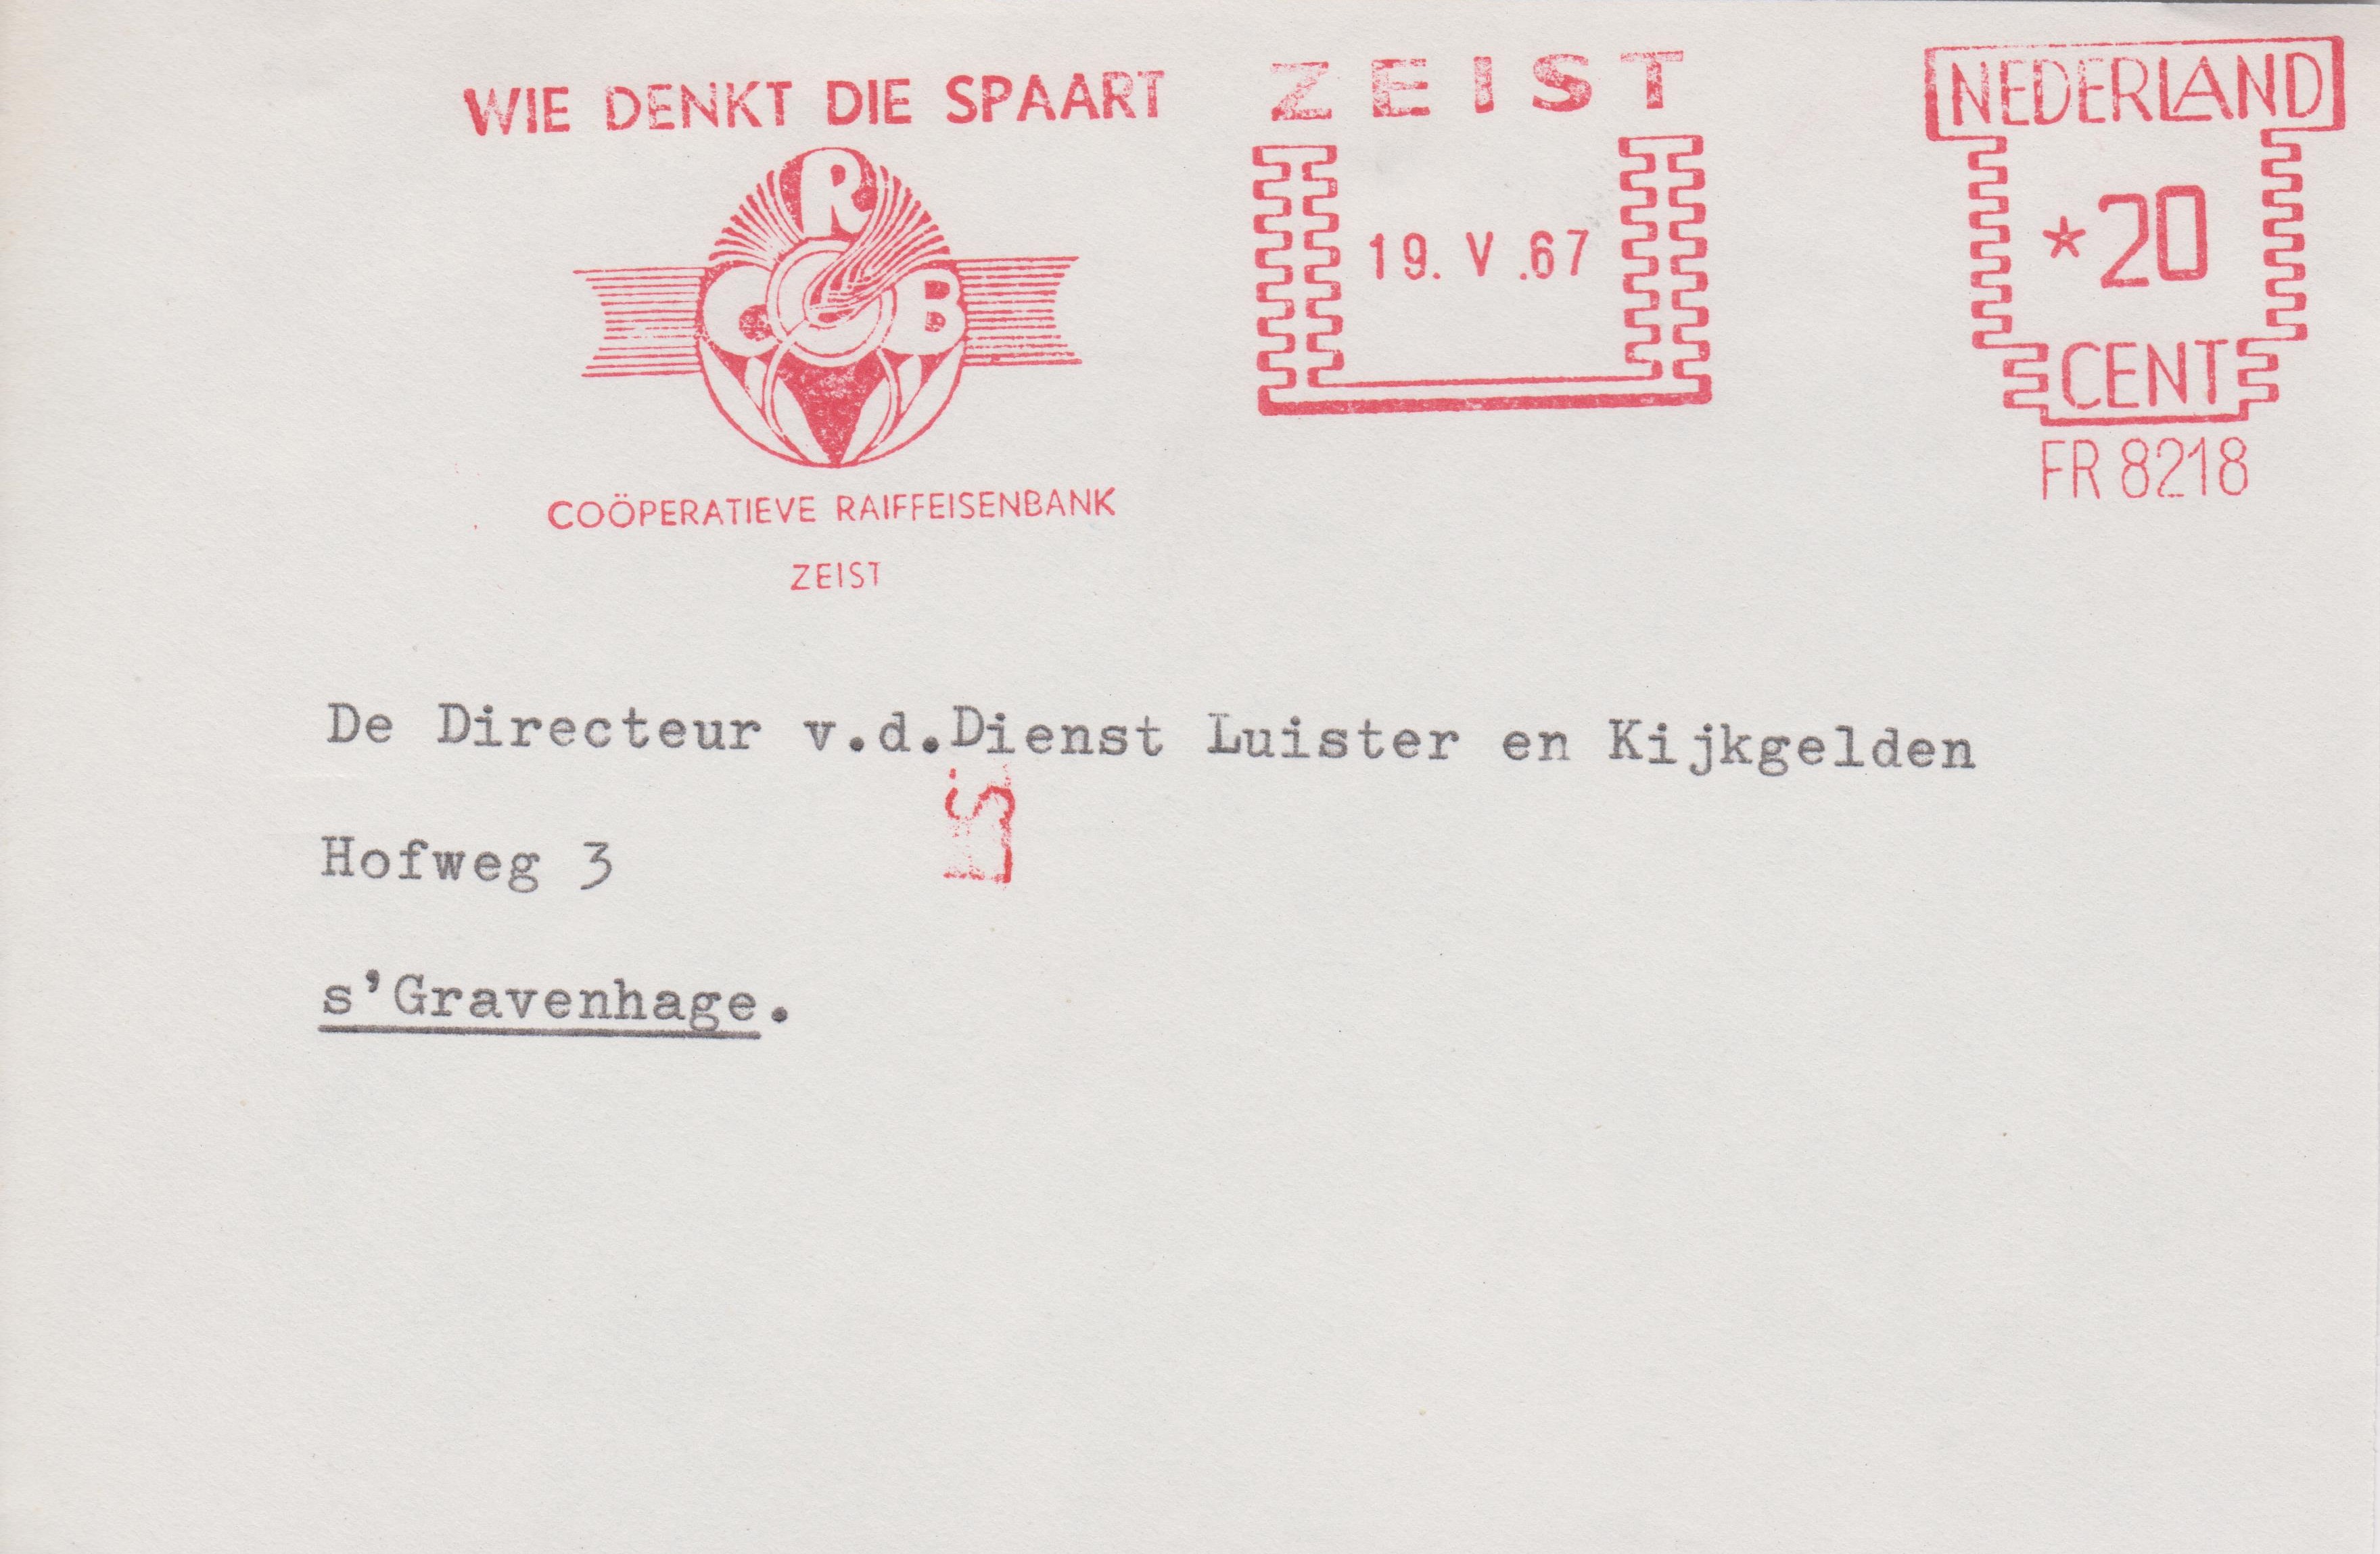 WIE DENKT DIE SPAART
ZEIST
NEDERLAND
R
C B
19. V .67
*20
CENT
FR 8218
COÖPERATIEVE RAIFFEISENBANK
ZEIST
De Directeur v.d.Dienst Luister en Kijkgelden
Hofweg 3
s'Gravenhage.